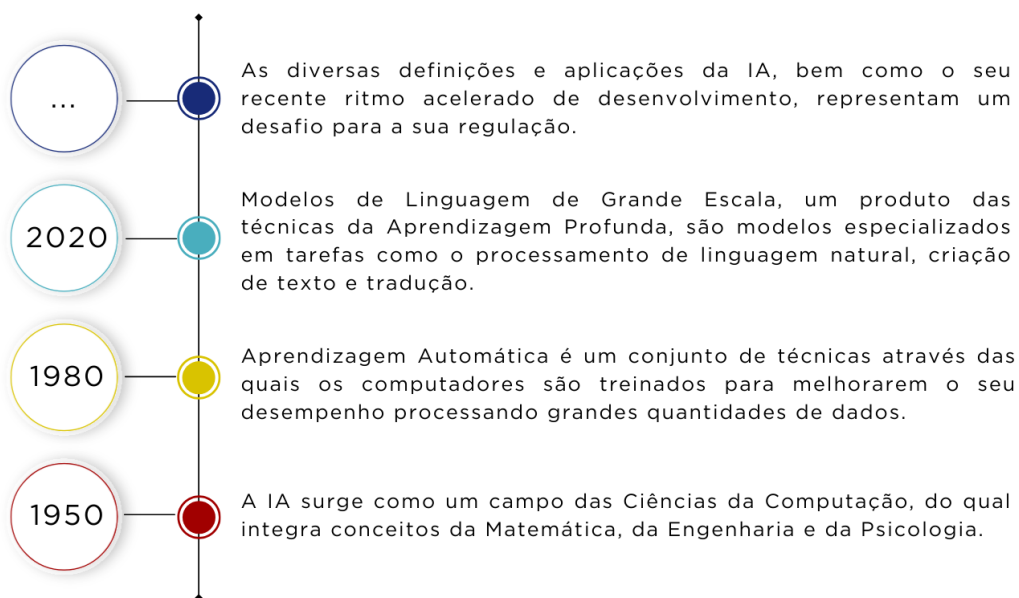 ...
As diversas definições e aplicações da IA, bem como o seu
recente ritmo acelerado de desenvolvimento, representam um
desafio para a sua regulação.
2020
Modelos de Linguagem de Grande Escala, um produto das
técnicas da Aprendizagem Profunda, são modelos especializados
em tarefas como o processamento de linguagem natural, criação
de texto e tradução.
1980
Aprendizagem Automática é um conjunto de técnicas através das
quais os computadores são treinados para melhorarem o seu
desempenho processando grandes quantidades de dados.
1950
A IA surge como um campo das Ciências da Computação, do qual
integra conceitos da Matemática, da Engenharia e da Psicologia.